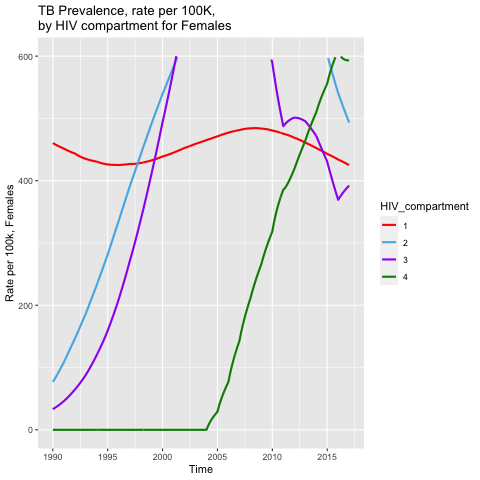 TB Prevalence, rate per 100K,
by HIV compartment for Females
Rate per 100k, Females
600
400
200
0
1990
1995
2000
2005
2010
2015
Time
HIV_compartment
1
2
3
4